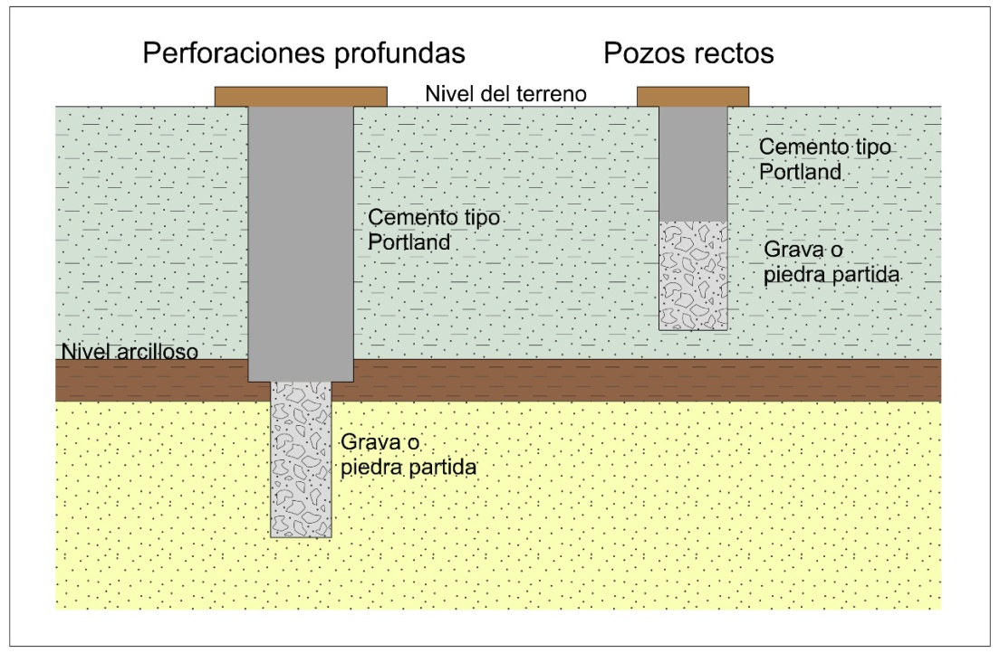 Perforaciones profundas
Pozos rectos
Nivel del terreno
Cemento tipo
Portland
Cemento tipo
Portland
Grava o
piedra partida
Nivel arcilloso
Grava o
piedra partida